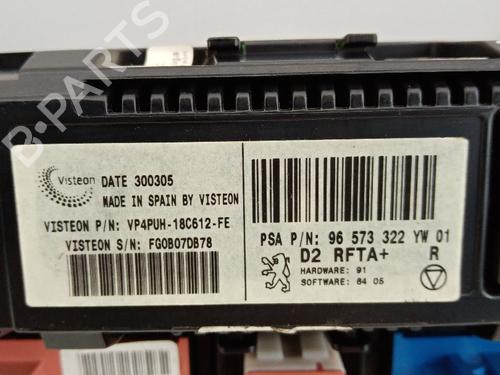 B-PARTS
Visteon
DATE 300305
MADE IN SPAIN BY VISTEON
VISTEON P/N: VP4PUH-18C612-FE
VISTEON S/N: FG0B07DB78
PSA P/N: 96 573 322 YW 01
D2 RFTA+ R
HARDWARE: 91
SOFTWARE: 64 05